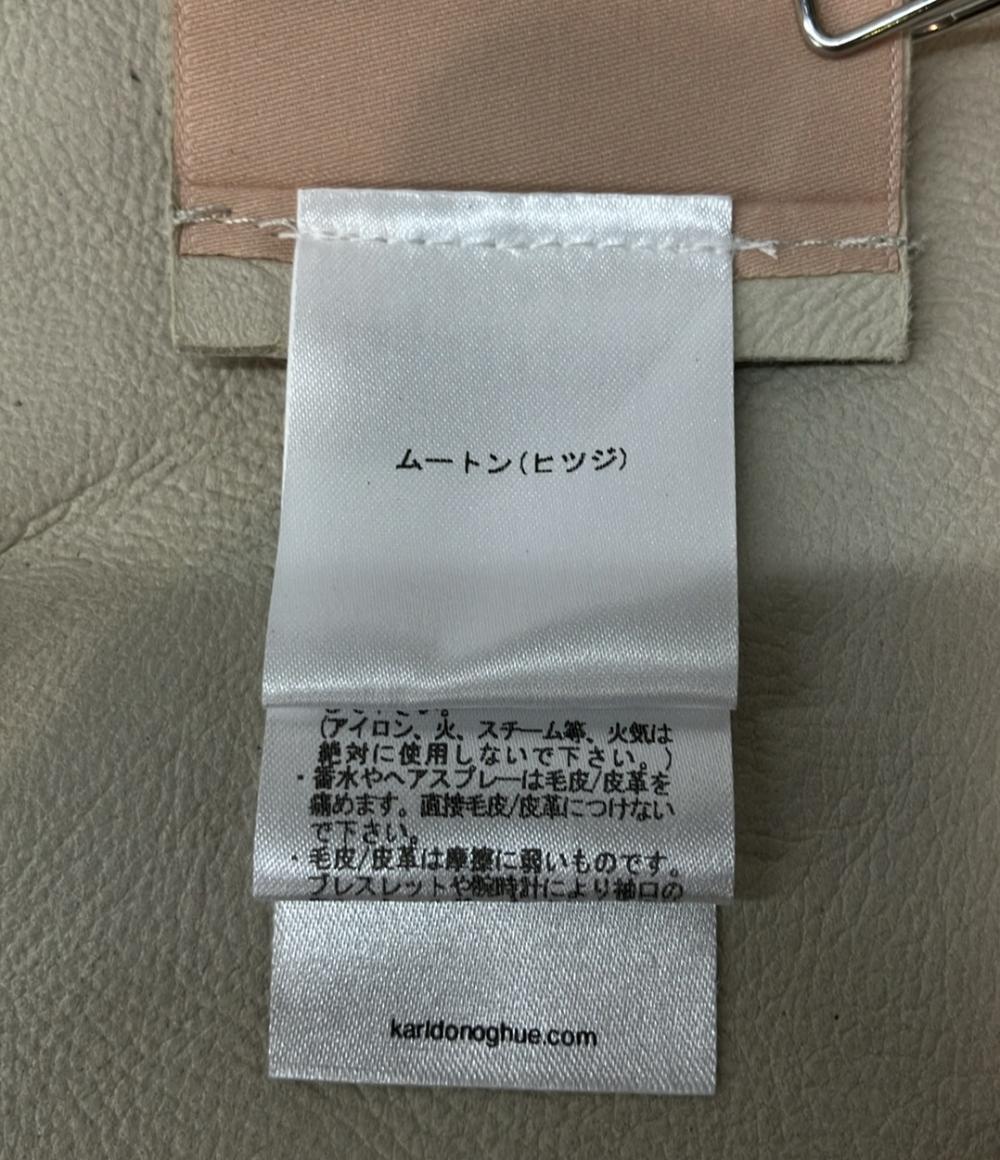 ムートン(ヒツジ)
(アイロン、火、スチーム等、火気は
絶対に使用しないで下さい。)
・香水やヘアスプレーは毛皮/皮革を
痛めます。直接毛皮/皮革につけない
で下さい。
・毛皮/皮革は摩擦に弱いものです。
ブレスレットや腕時計により袖口の
karldonoghue.com